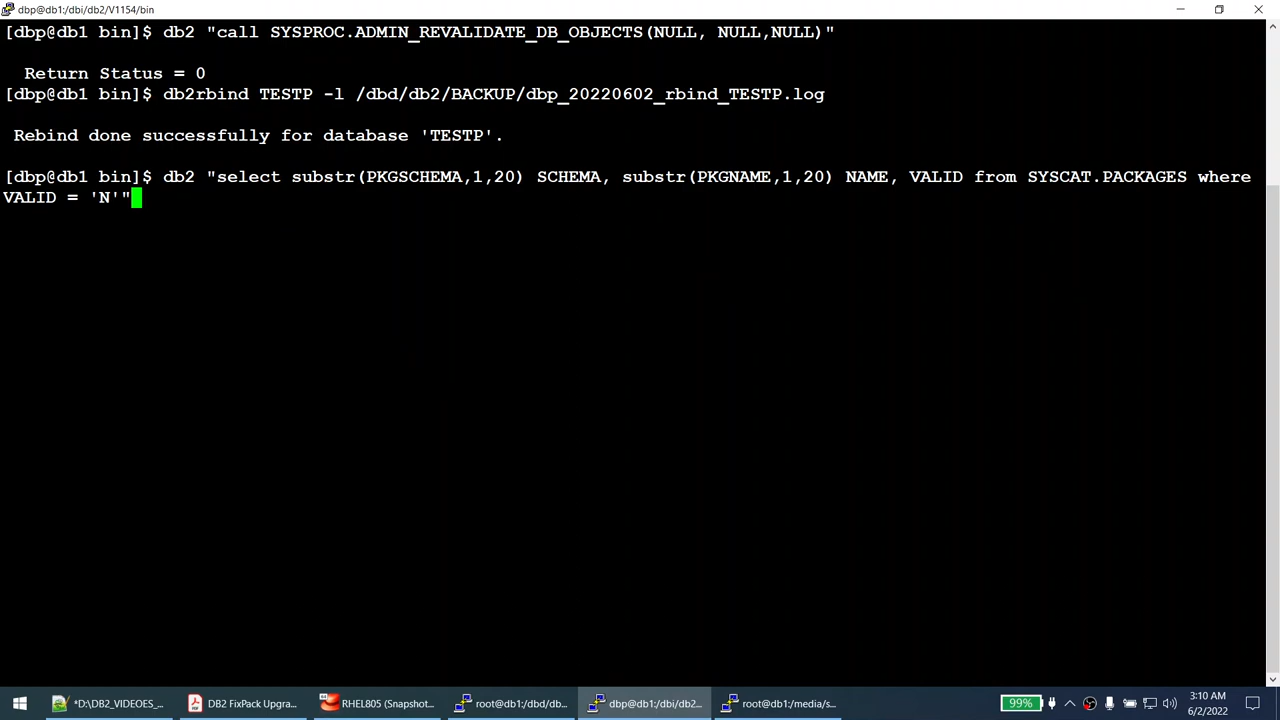 dbp@db1:/dbi/db2/V1154/bin
[dbp@db1 bin]$ db2 "call SYSPROC.ADMIN_REVALIDATE_DB_OBJECTS(NULL, NULL,NULL)"
Return Status = 0
[dbp@db1 bin]$ db2rbind TESTP -l /dbd/db2/BACKUP/dbp_20220602_rbind_TESTP.log
Rebind done successfully for database 'TESTP'.
[dbp@db1 bin]$ db2 "select substr(PKGSCHEMA,1,20) SCHEMA, substr(PKGNAME,1,20) NAME, VALID from SYSCAT.PACKAGES where
VALID = 'N'"
*D:\DB2_VIDEOES_... DB2 FixPack Upgra... RHEL805 (Snapshot... root@db1:/dbd/db... dbp@db1:/dbi/db2... root@db1:/media/s... 99% 3:10 AM
6/2/2022